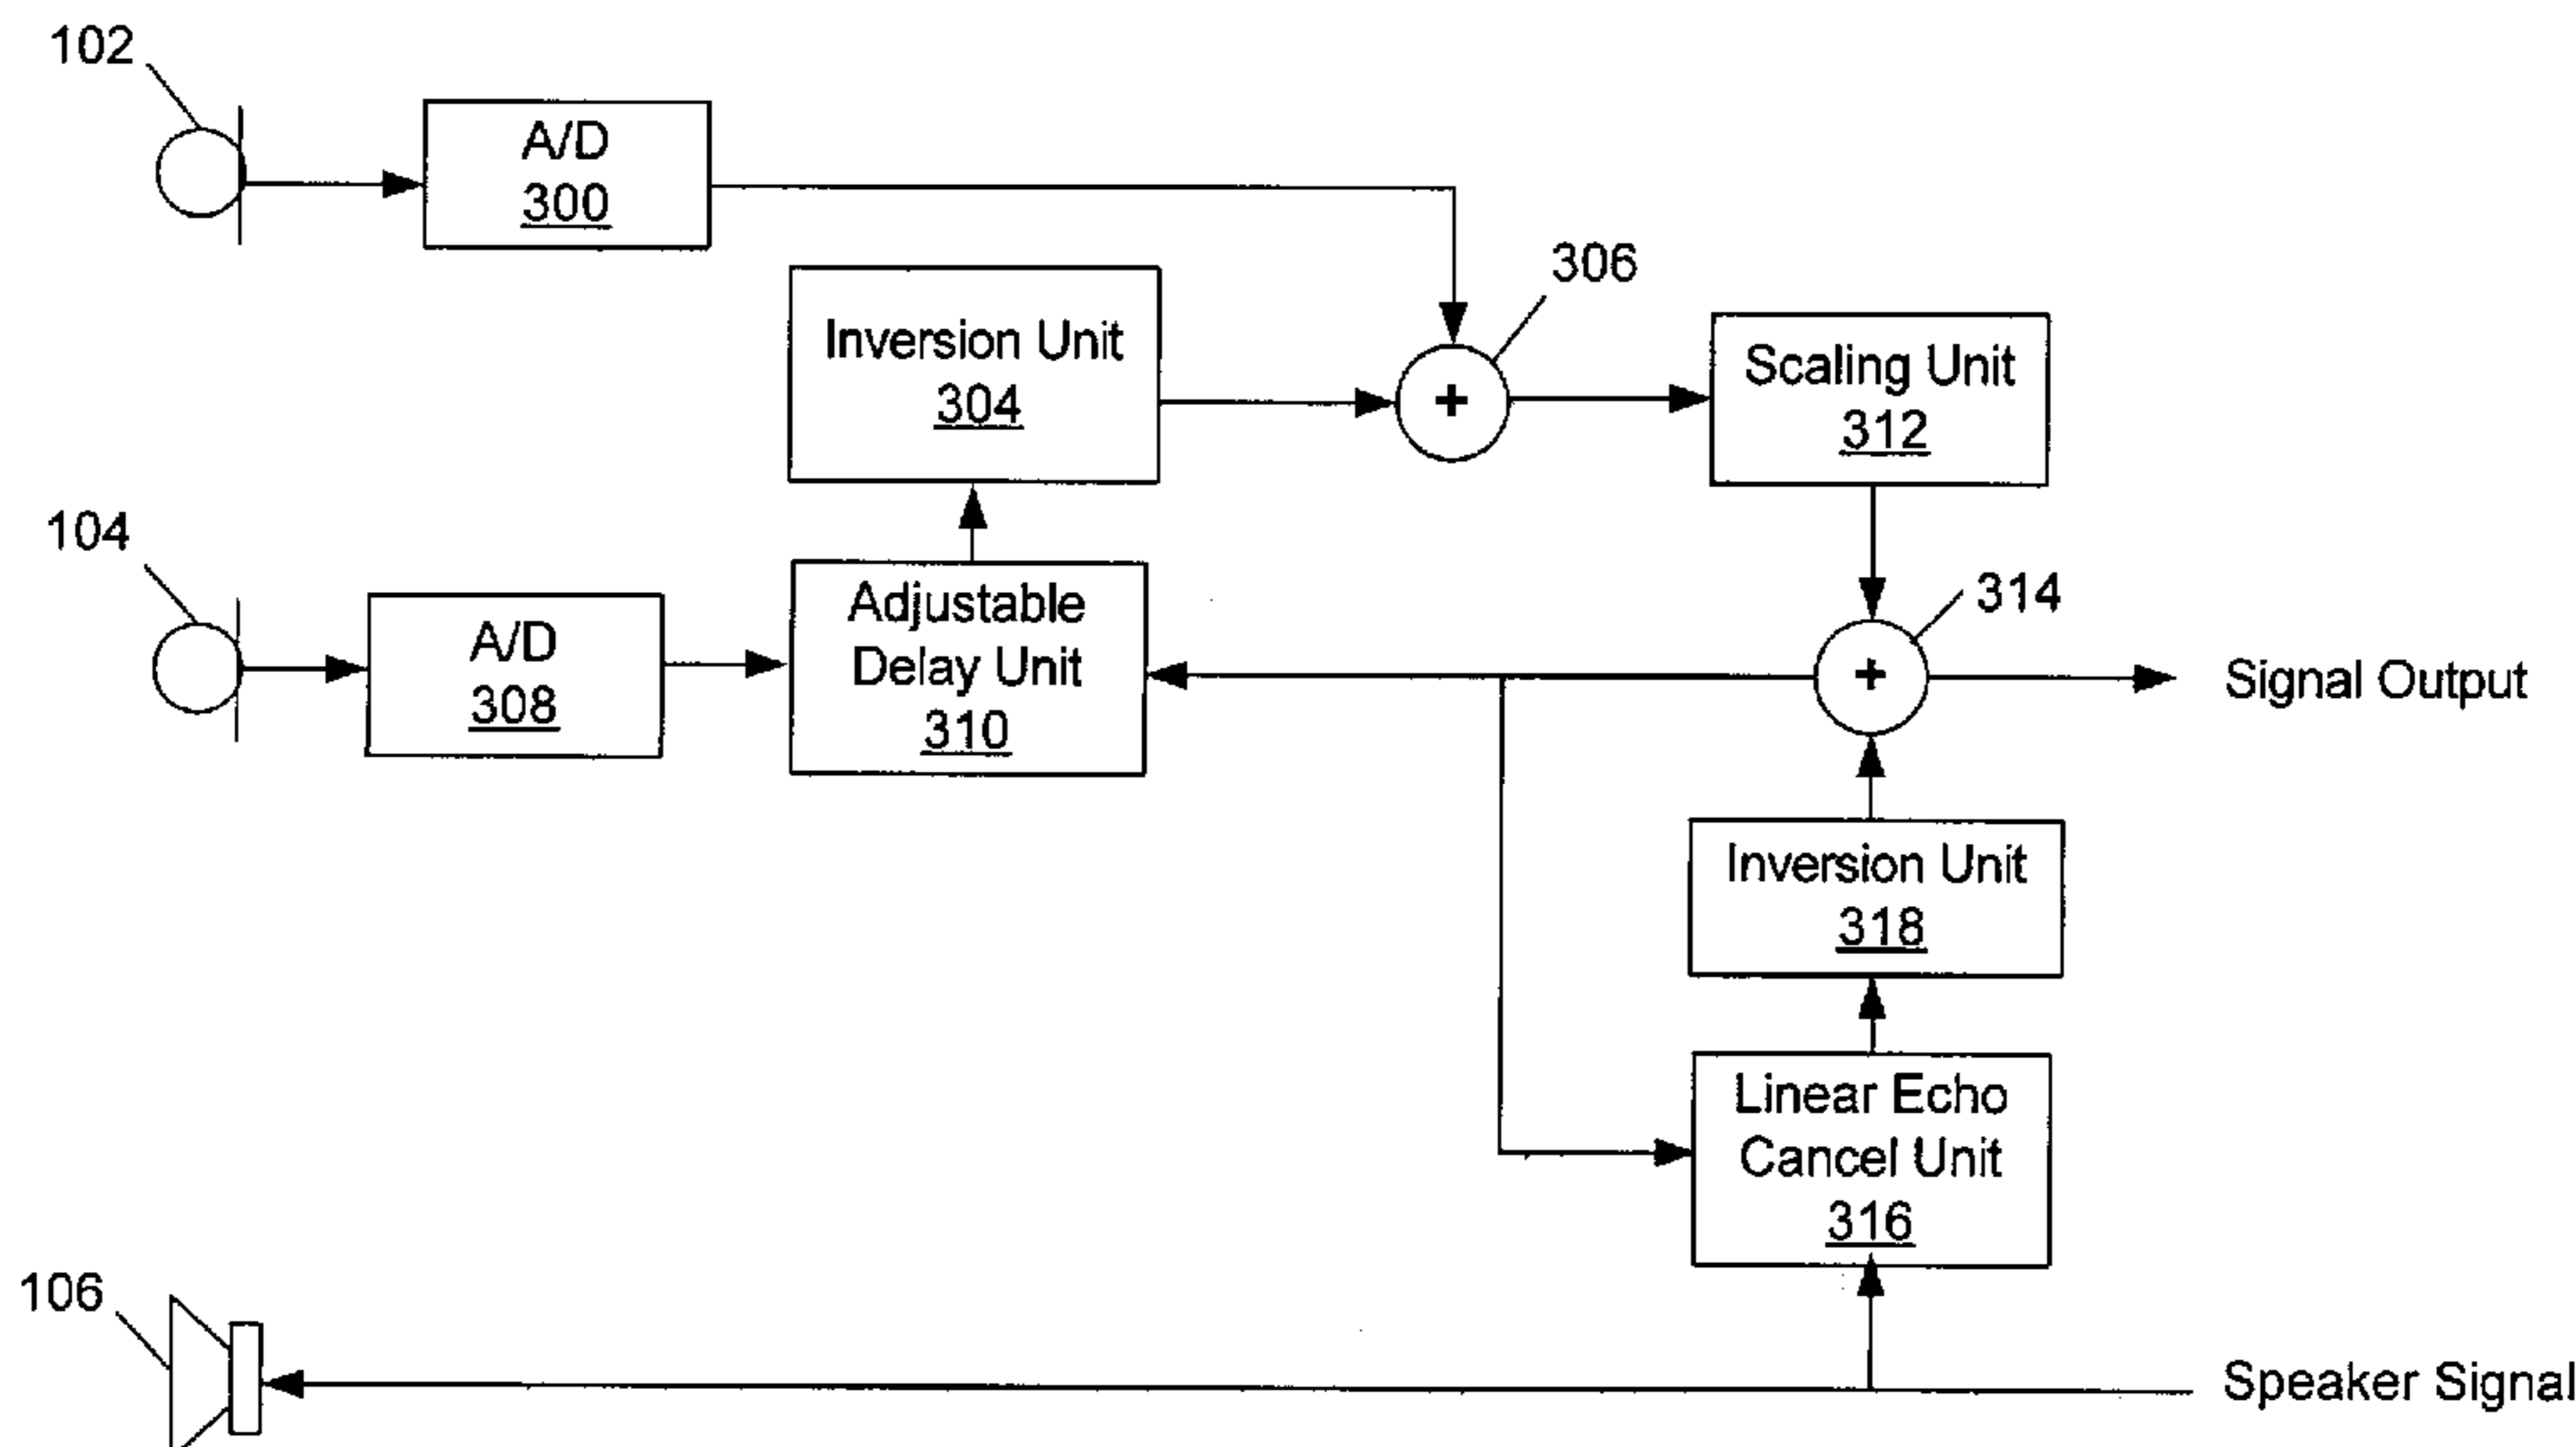 102
A/D
300
306
Inversion Unit
304
Scaling Unit
312
104
A/D
308
Adjustable
Delay Unit
310
314
Signal Output
Inversion Unit
318
Linear Echo
Cancel Unit
316
106
Speaker Signal